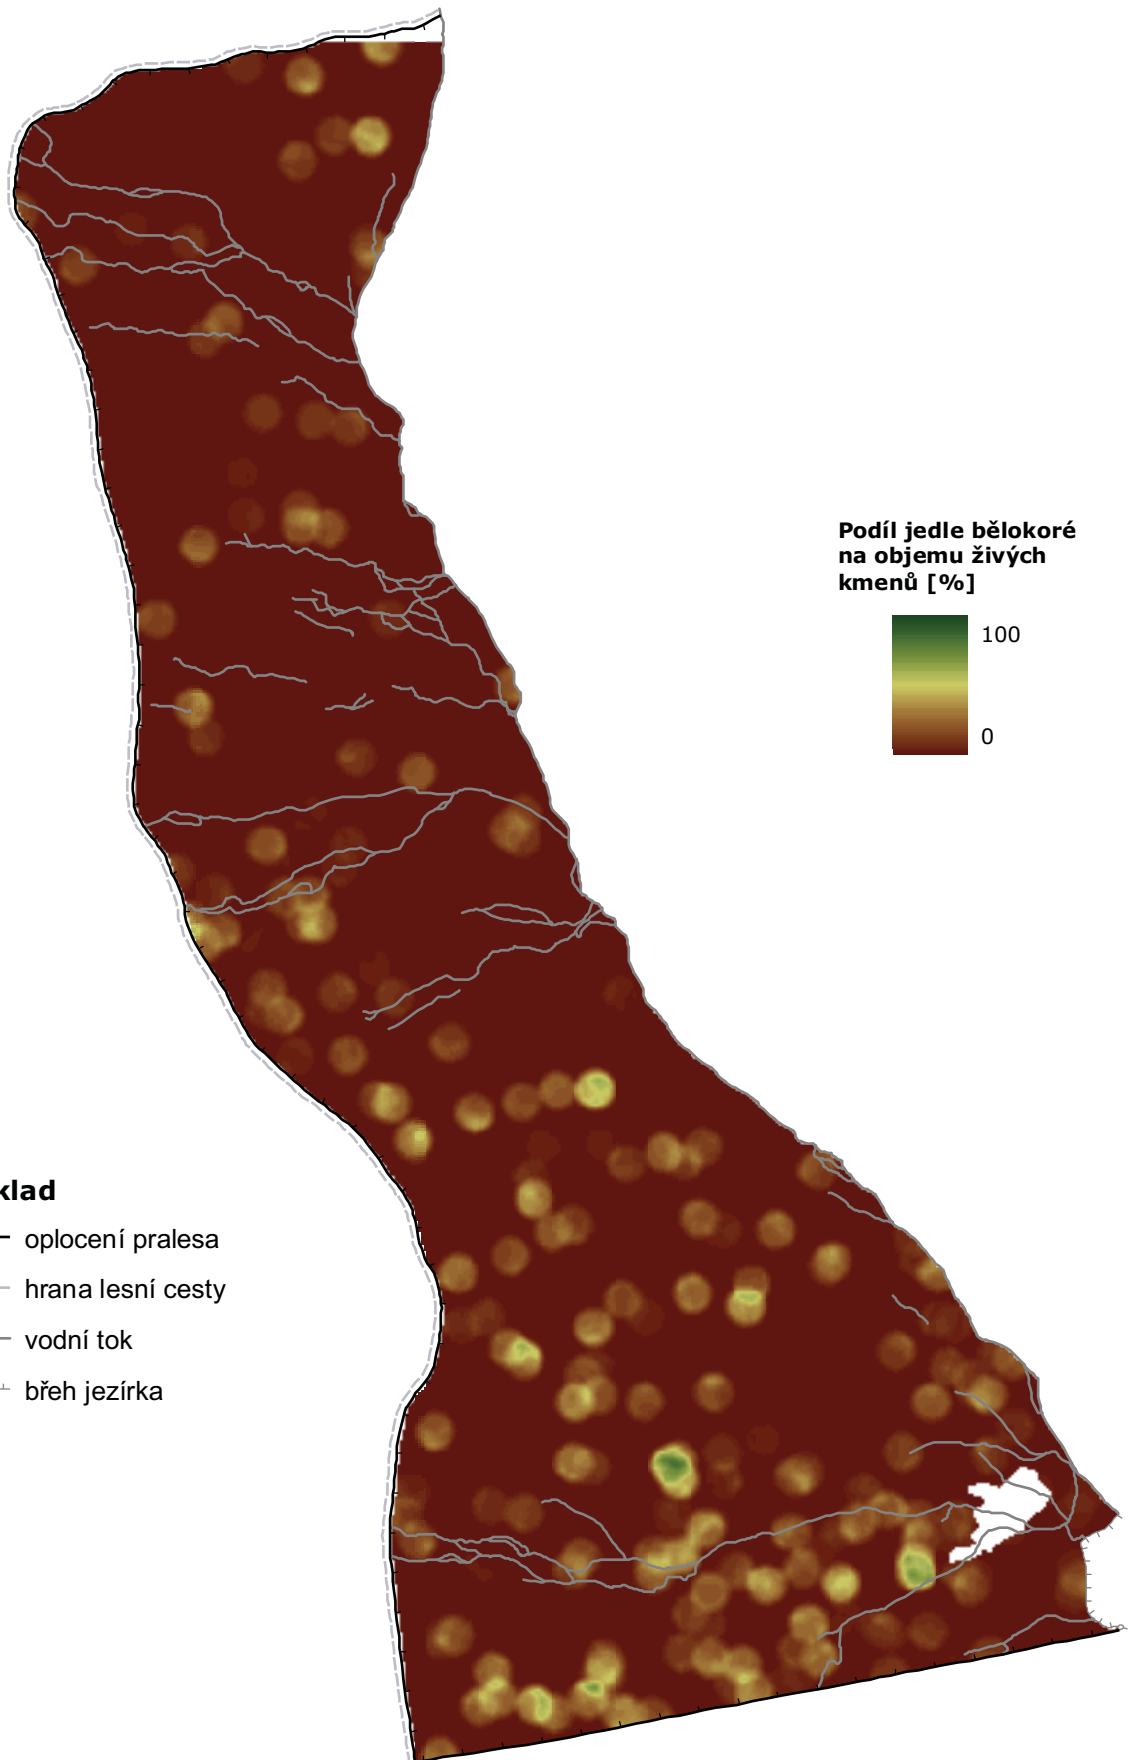 Podíl jedle bělokoré
na objemu živých
kmenů [%]
100
0
klad
oplocení pralesa
hrana lesní cesty
vodní tok
břeh jezírka